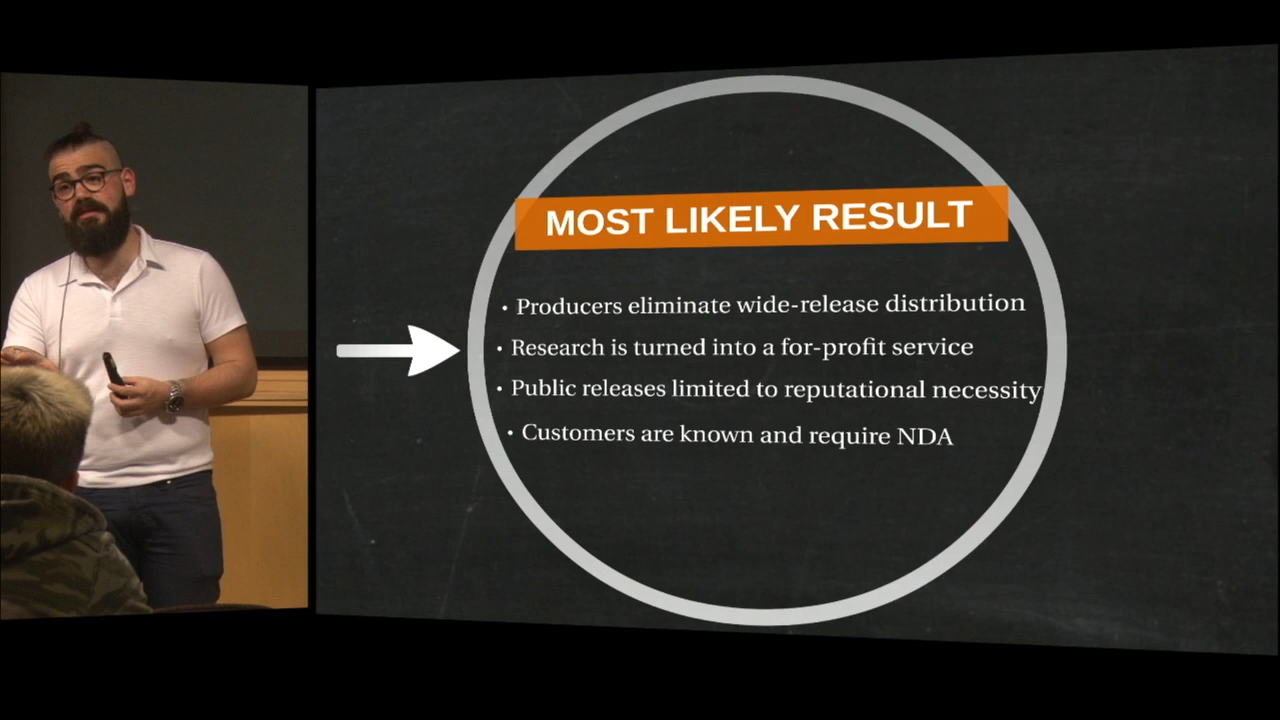 MOST LIKELY RESULT
• Producers eliminate wide-release distribution
• Research is turned into a for-profit service
• Public releases limited to reputational necessity
• Customers are known and require NDA